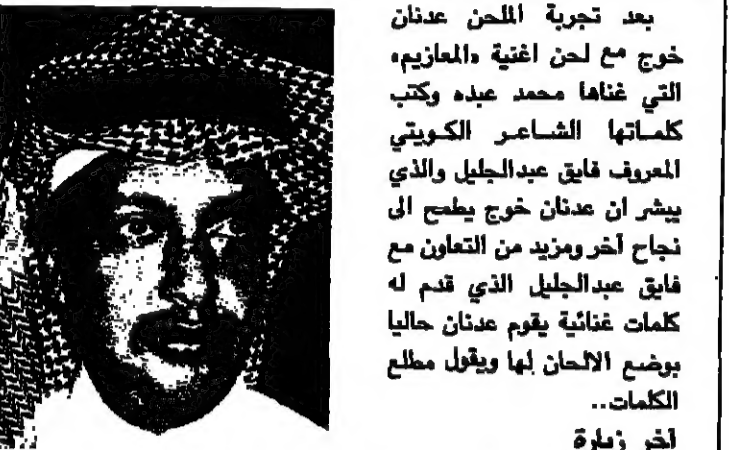 بعد تجربة الملحن عدنان
خوج مع لحن اغنية «المعازيم»
التي غناها محمد عبده وكتب
كلماتها الشاعر الكويتي
المعروف فايق عبدالجليل والذي
يبشر ان عدنان خوج يطمح الى
نجاح آخر ومزيد من التعاون مع
فايق عبدالجليل الذي قدم له
كلمات غنائية يقوم عدنان حاليا
بوضع الالحان لها ويقول مطلع
الكلمات..
آخر زيارة